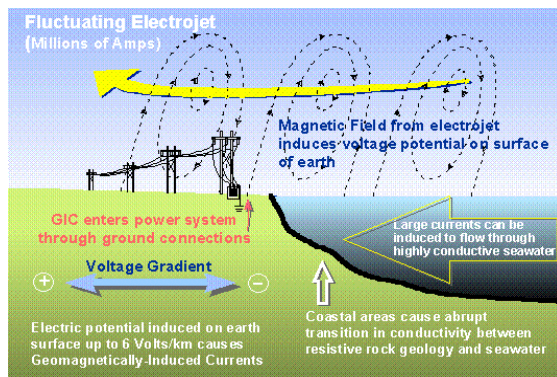 Fluctuating Electrojet
(Millions of Amps)
Magnetic Field from electrojet
induces voltage potential on surface
of earth
GIC enters power system
through ground connections
Large currents can be
induced to flow through
highly conductive seawater
Voltage Gradient
+
−
Electric potential induced on earth
surface up to 6 Volts/km causes
Geomagnetically-Induced Currents
Coastal areas cause abrupt
transition in conductivity between
resistive rock geology and seawater